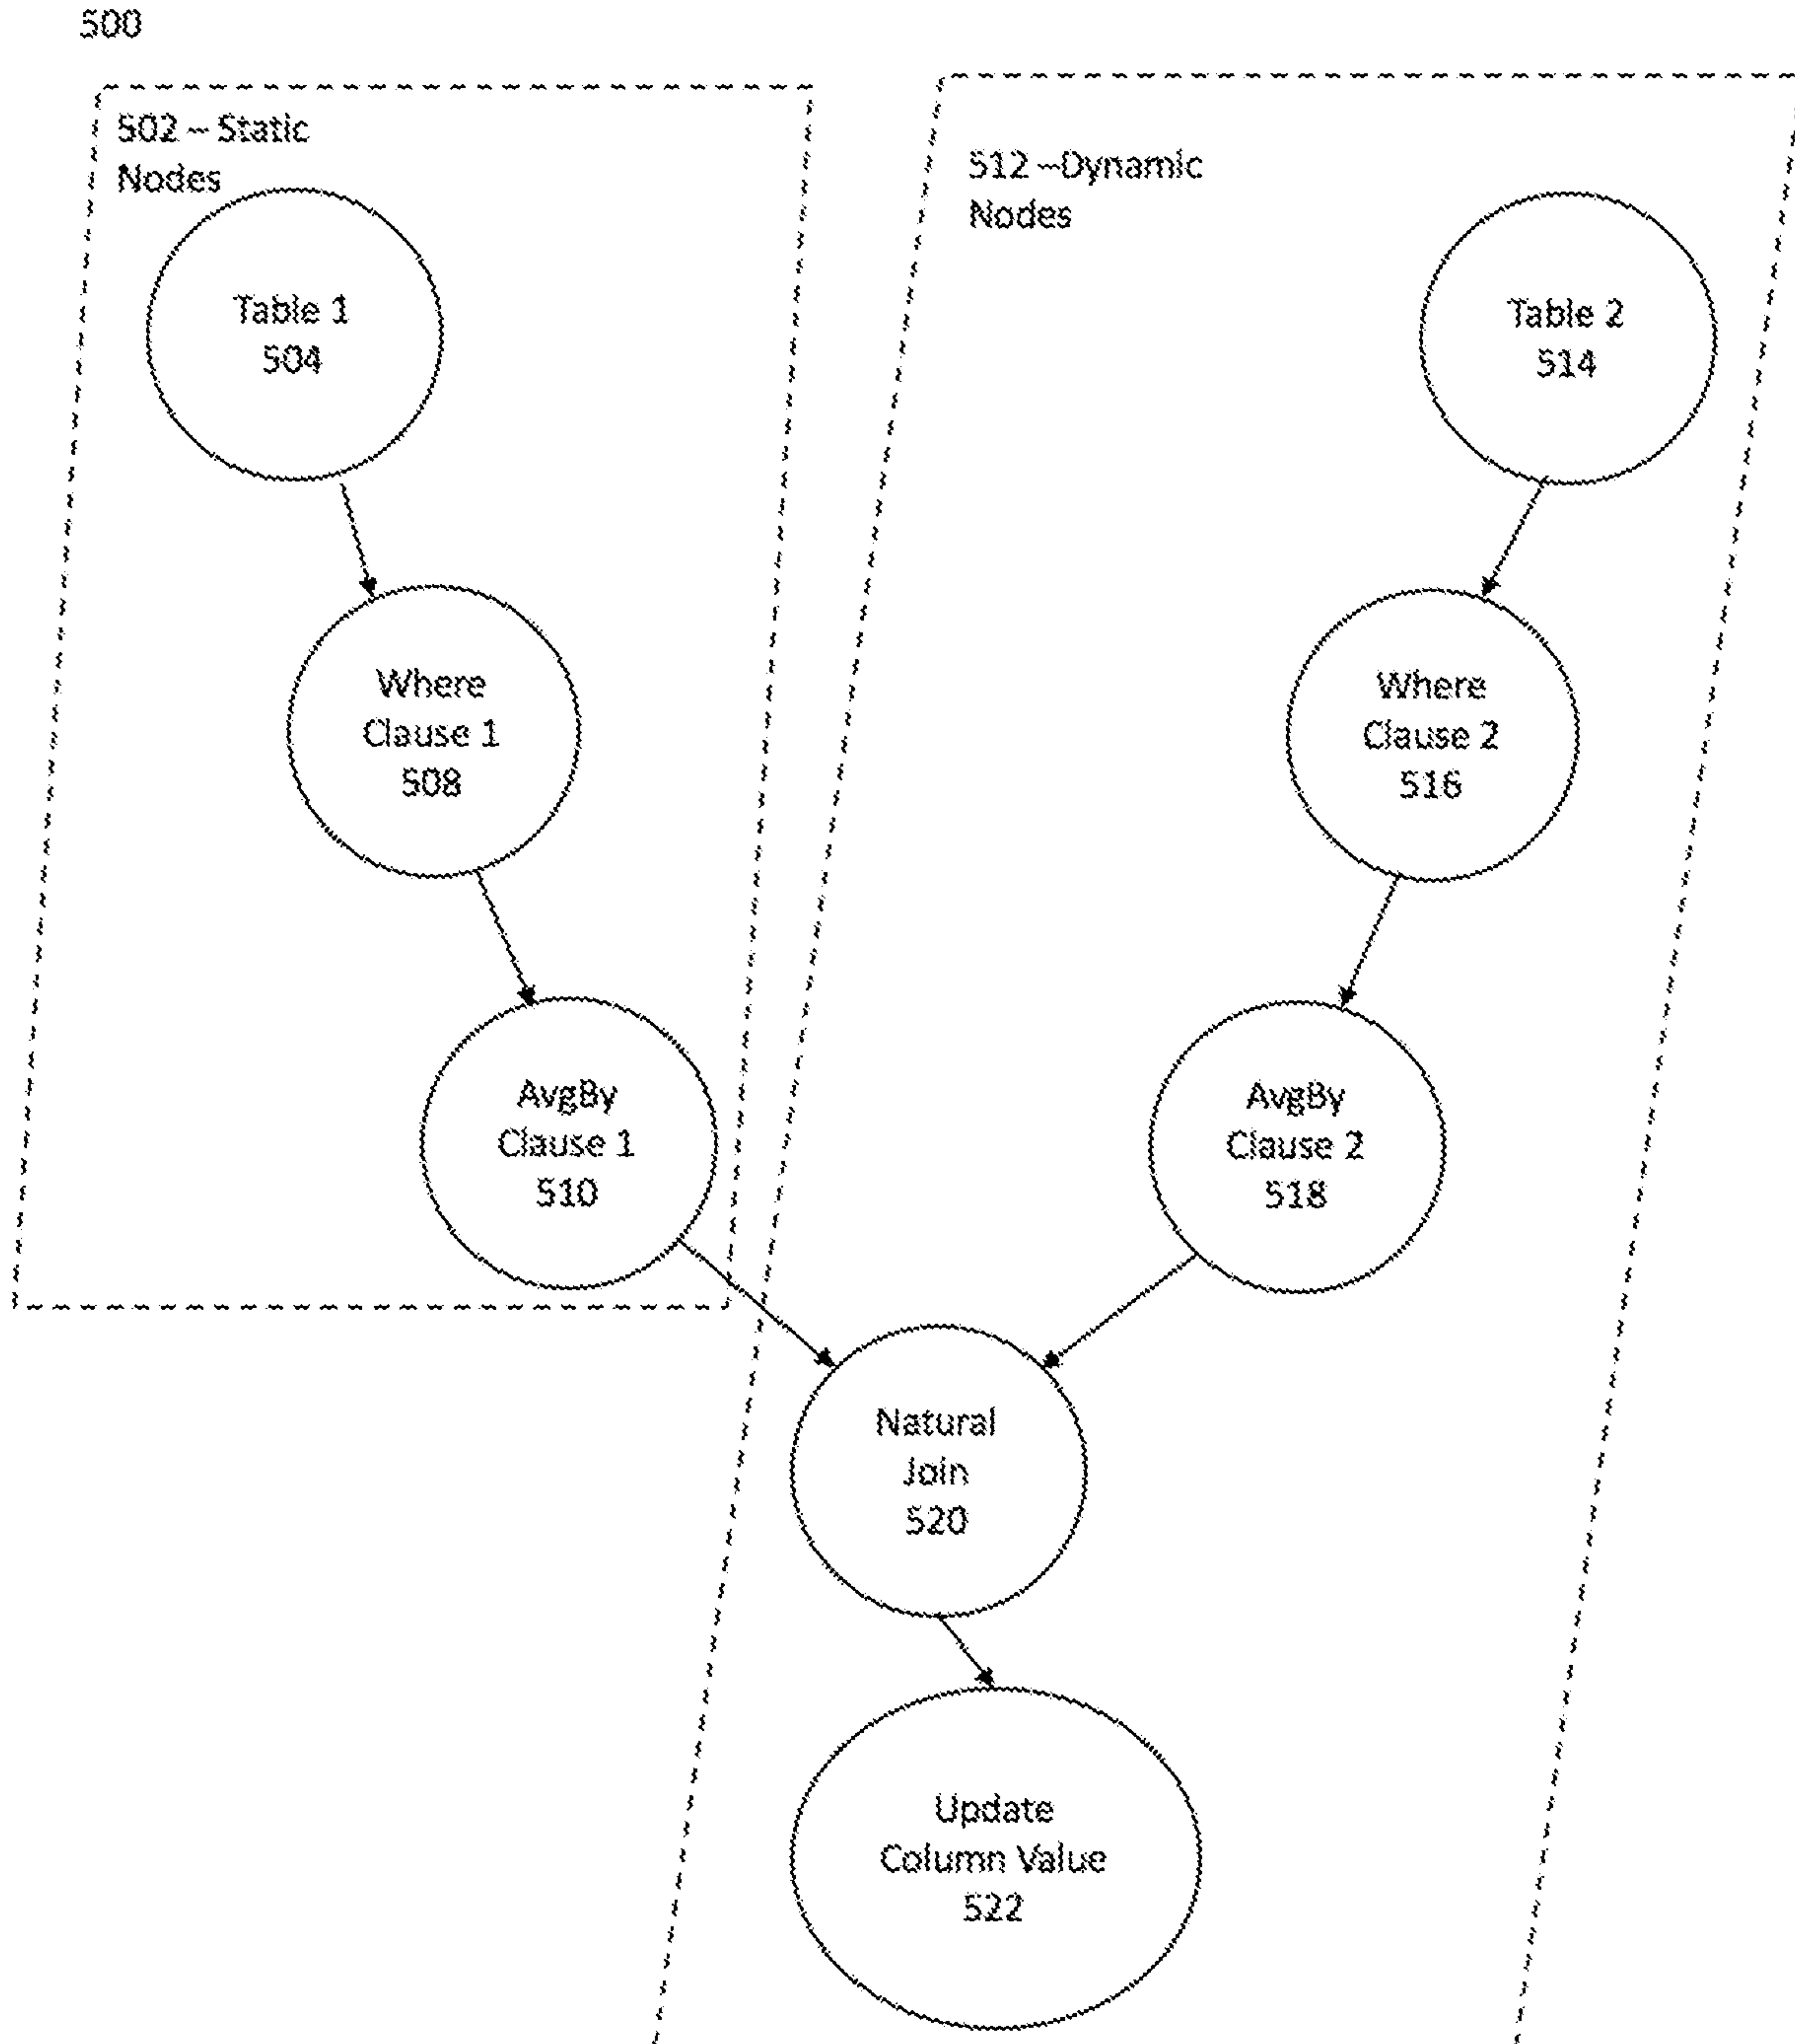 500
502 – Static
Nodes
Table 1
504
Where
Clause 1
508
AvgBy
Clause 1
510
512 –Dynamic
Nodes
Table 2
514
Where
Clause 2
516
AvgBy
Clause 2
518
Natural
Join
520
Update
Column Value
522